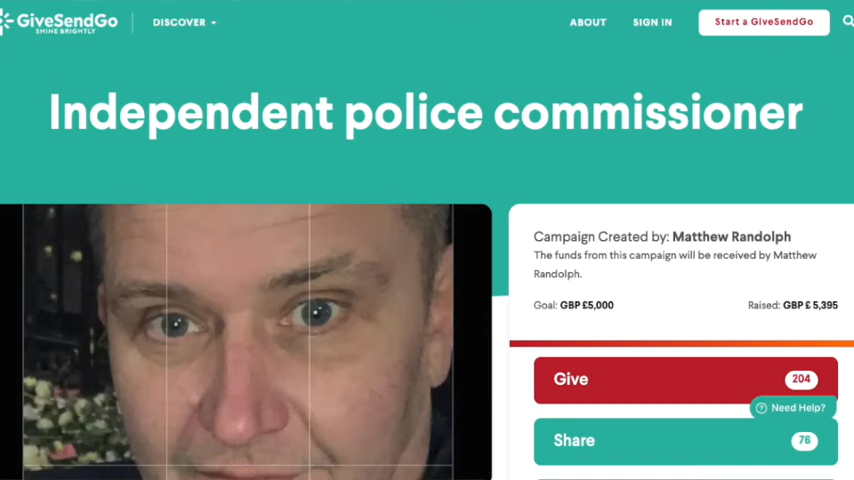 GiveSendGo
SHINE BRIGHTLY
DISCOVER
ABOUT
SIGN IN
Start a GiveSendGo
Independent police commissioner
Campaign Created by: Matthew Randolph
The funds from this campaign will be received by Matthew
Randolph.
Goal: GBP £5,000
Raised: GBP £ 5,395
Give
204
Need Help?
Share
76